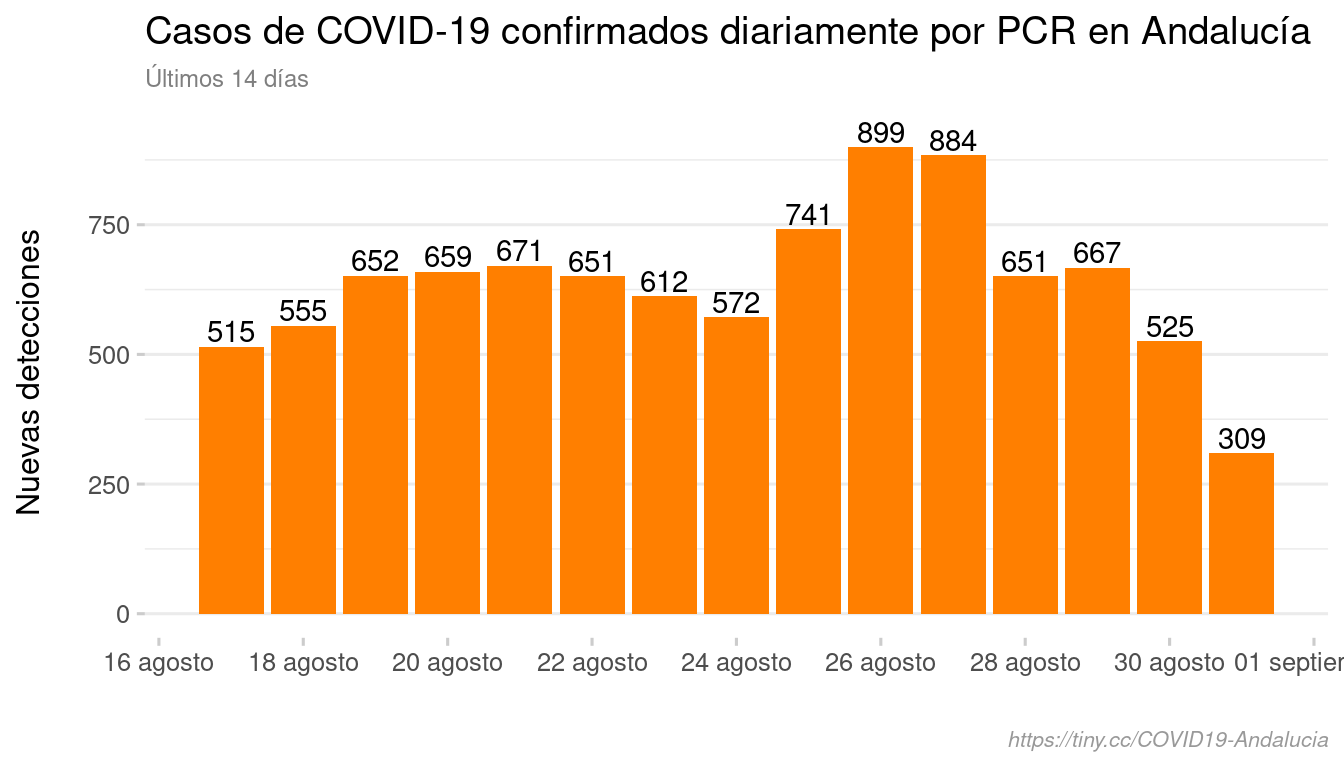 Casos de COVID-19 confirmados diariamente por PCR en Andalucía
Últimos 14 días
Nuevas detecciones
750
500
250
0
515
555
652
659
671
651
612
572
741
899
884
651
667
525
309
16 agosto
18 agosto
20 agosto
22 agosto
24 agosto
26 agosto
28 agosto
30 agosto
01 septier
https://tiny.cc/COVID19-Andalucia